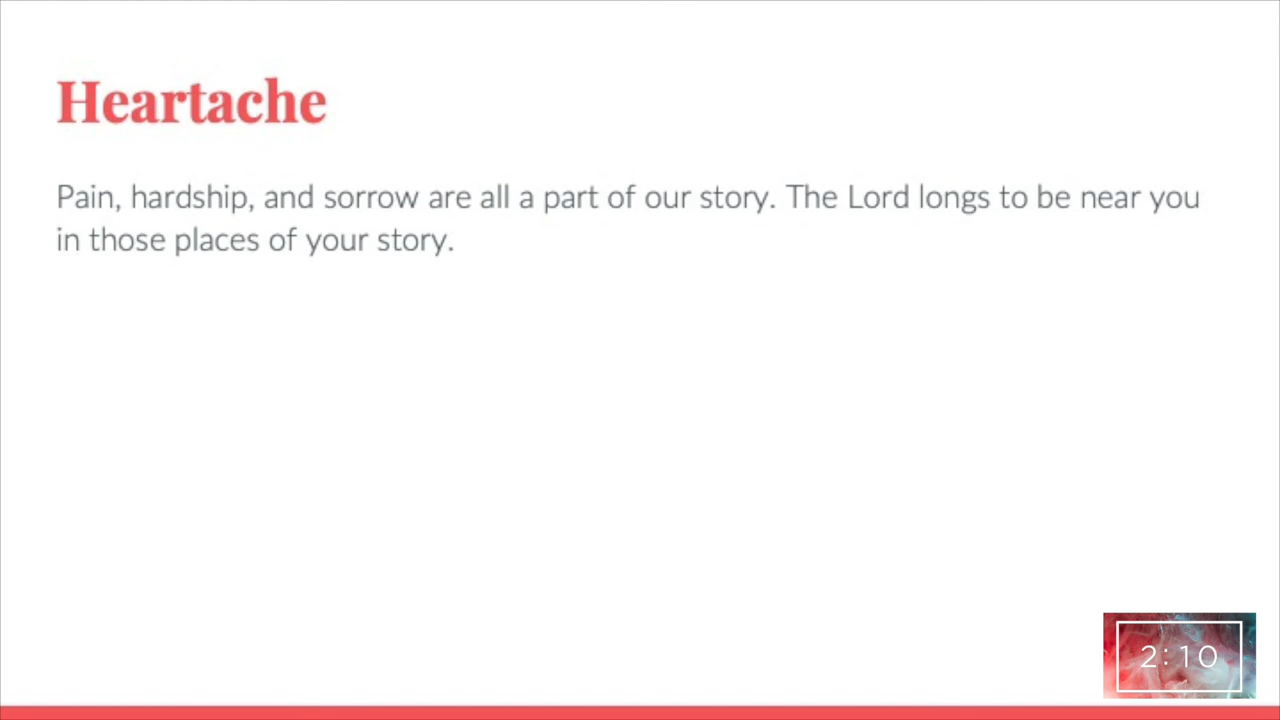 Heartache
Pain, hardship, and sorrow are all a part of our story. The Lord longs to be near you
in those places of your story.
2:10